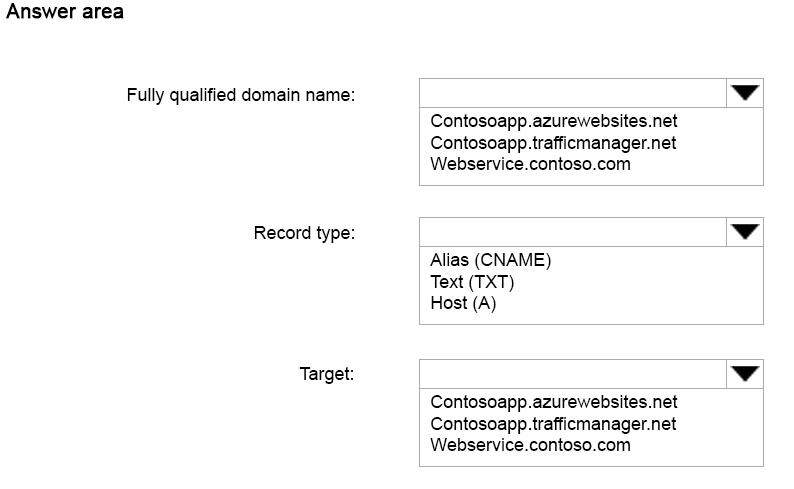 Answer area
Fully qualified domain name:
Contosoapp.azurewebsites.net
Contosoapp.trafficmanager.net
Webservice.contoso.com
Record type:
Alias (CNAME)
Text (TXT)
Host (A)
Target:
Contosoapp.azurewebsites.net
Contosoapp.trafficmanager.net
Webservice.contoso.com